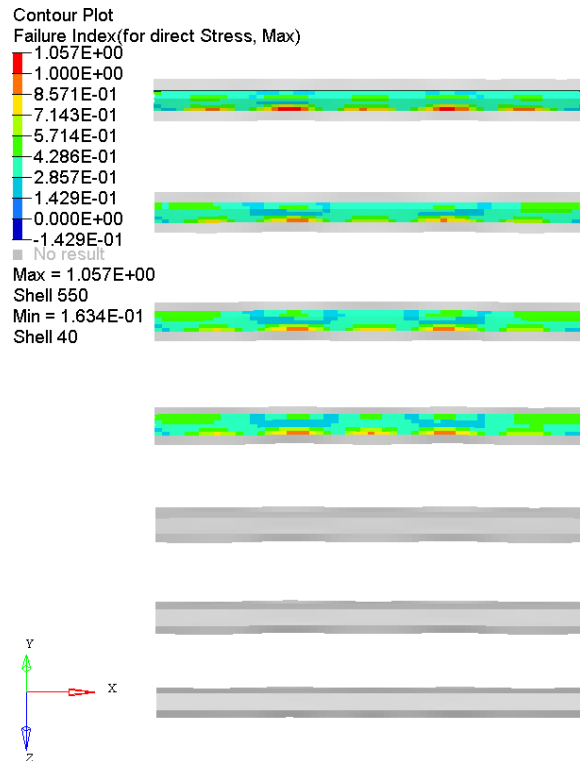 Contour Plot
Failure Index(for direct Stress, Max)
1.057E+00
1.000E+00
8.571E-01
7.143E-01
5.714E-01
4.286E-01
2.857E-01
1.429E-01
0.000E+00
-1.429E-01
No result
Max = 1.057E+00
Shell 550
Min = 1.634E-01
Shell 40
Y
X
Z